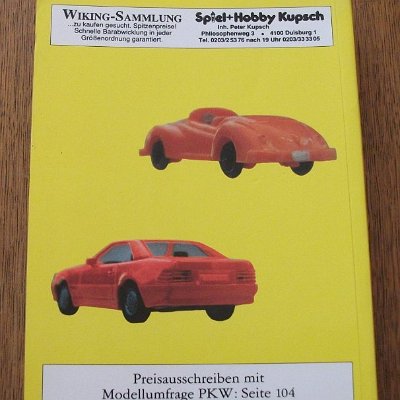 WIKING-SAMMLUNG
...zu kaufen gesucht. Spitzenpreise!
Schnelle Barabwicklung in jeder
Größenordnung garantiert.
Spiel+Hobby Kupsch
Inh. Peter Kupsch
Philosophenweg 3 • 4100 Duisburg 1
Tel. 0203/2 53 76 nach 19 Uhr 0203/33 33 05
Preisausschreiben mit
Modellumfrage PKW: Seite 104